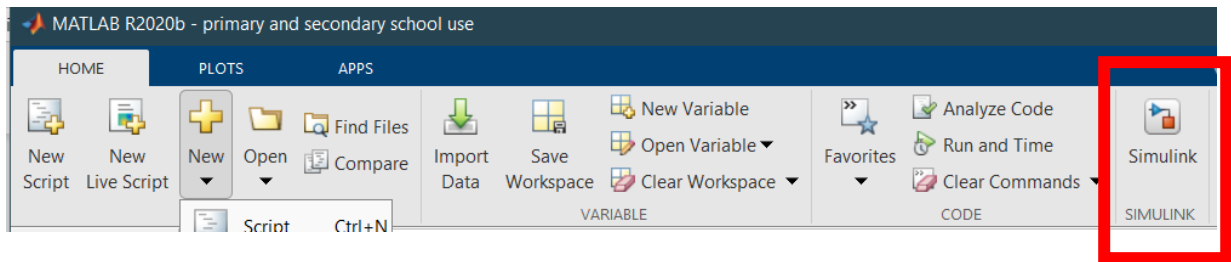 MATLAB R2020b - primary and secondary school use
HOME PLOTS APPS
New Script
New Live Script
New
Open
Find Files
Compare
Import Data
Save Workspace
New Variable
Open Variable
Clear Workspace
VARIABLE
Favorites
Analyze Code
Run and Time
Clear Commands
CODE
Simulink
SIMULINK
Script Ctrl+N